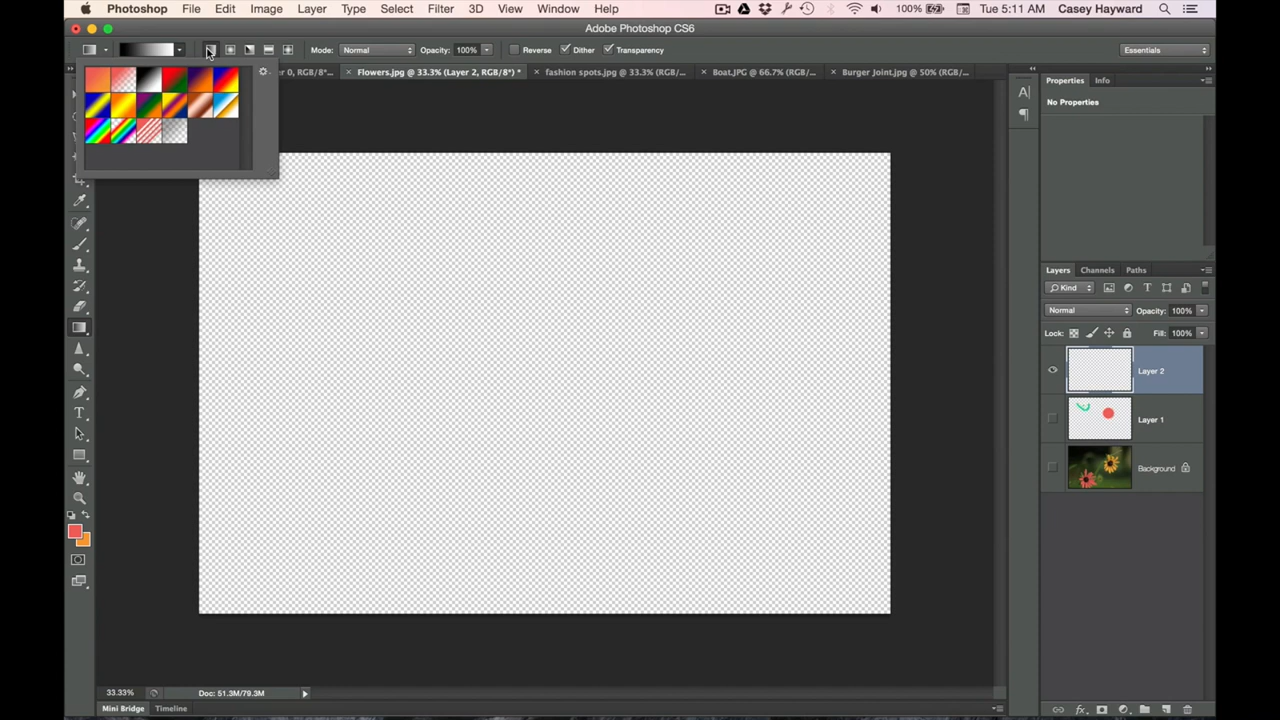 Photoshop File Edit Image Layer Type Select Filter 3D View Window Help 100% Tue 5:11 AM Casey Hayward
Adobe Photoshop CS6
Mode: Normal Opacity: 100% Reverse Dither Transparency Essentials
r 0, RGB/8*... × Flowers.jpg @ 33.3% (Layer 2, RGB/8*) * × fashion spots.jpg @ 33.3% (RGB/... × Boat.JPG @ 66.7% (RGB/... × Burger Joint.jpg @ 50% (RGB/...
Properties Info
No Properties
Layers Channels Paths
Kind
Normal Opacity: 100%
Lock: Fill: 100%
Layer 2
Layer 1
Background
33.33% Doc: 51.3M/79.3M
Mini Bridge Timeline